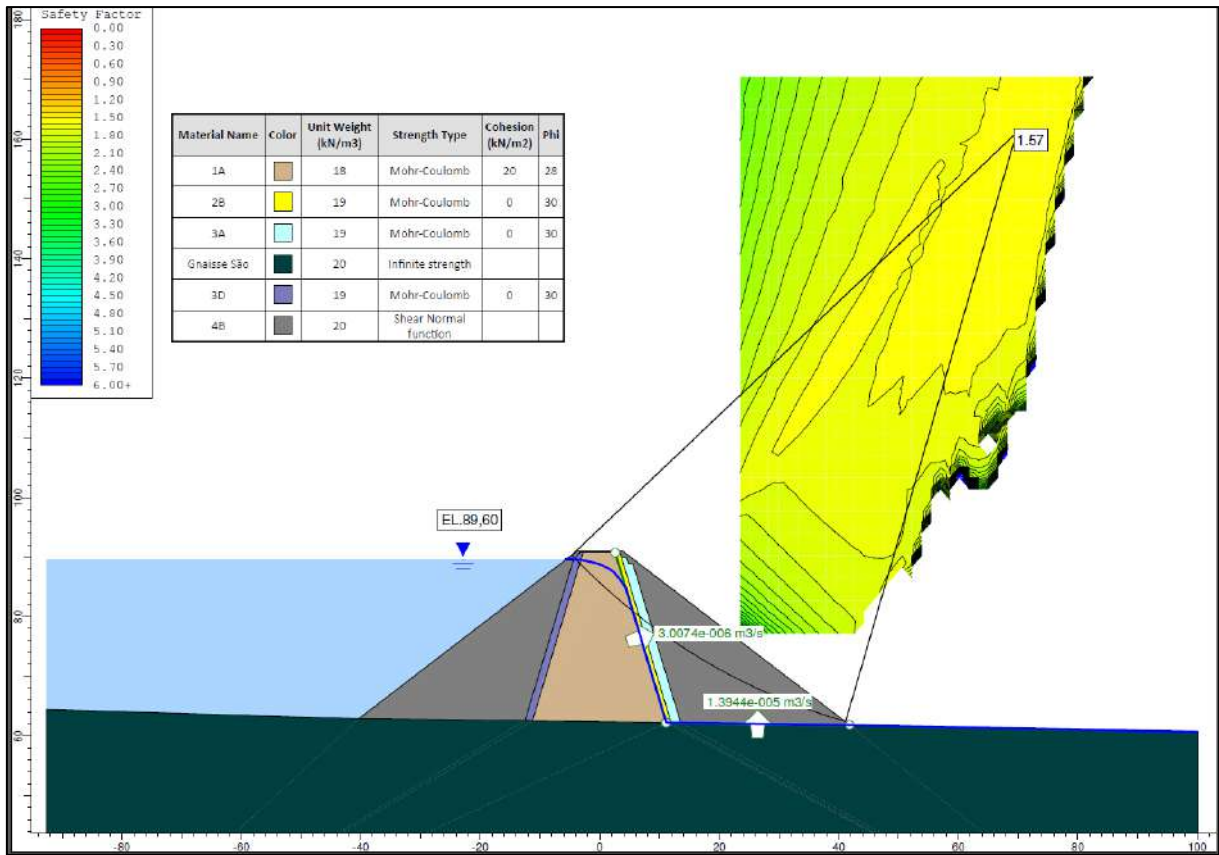 Safety Factor
0.00
0.30
0.60
0.90
1.20
1.50
1.80
2.10
2.40
2.70
3.00
3.30
3.60
3.90
4.20
4.50
4.80
5.10
5.40
5.70
6.00+
Material Name Color Unit Weight (kN/m3) Strength Type Cohesion (kN/m2) Phi
1A 18 Mohr-Coulomb 20 28
2B 19 Mohr-Coulomb 0 30
3A 19 Mohr-Coulomb 0 30
Gnaisse São 20 Infinite strength
3D 19 Mohr-Coulomb 0 30
4B 20 Shear Normal function
1.57
EL.89,60
3.0074e-006 m3/s
1.3944e-005 m3/s
180
160
140
120
100
80
60
-80 -60 -40 -20 0 20 40 60 80 100